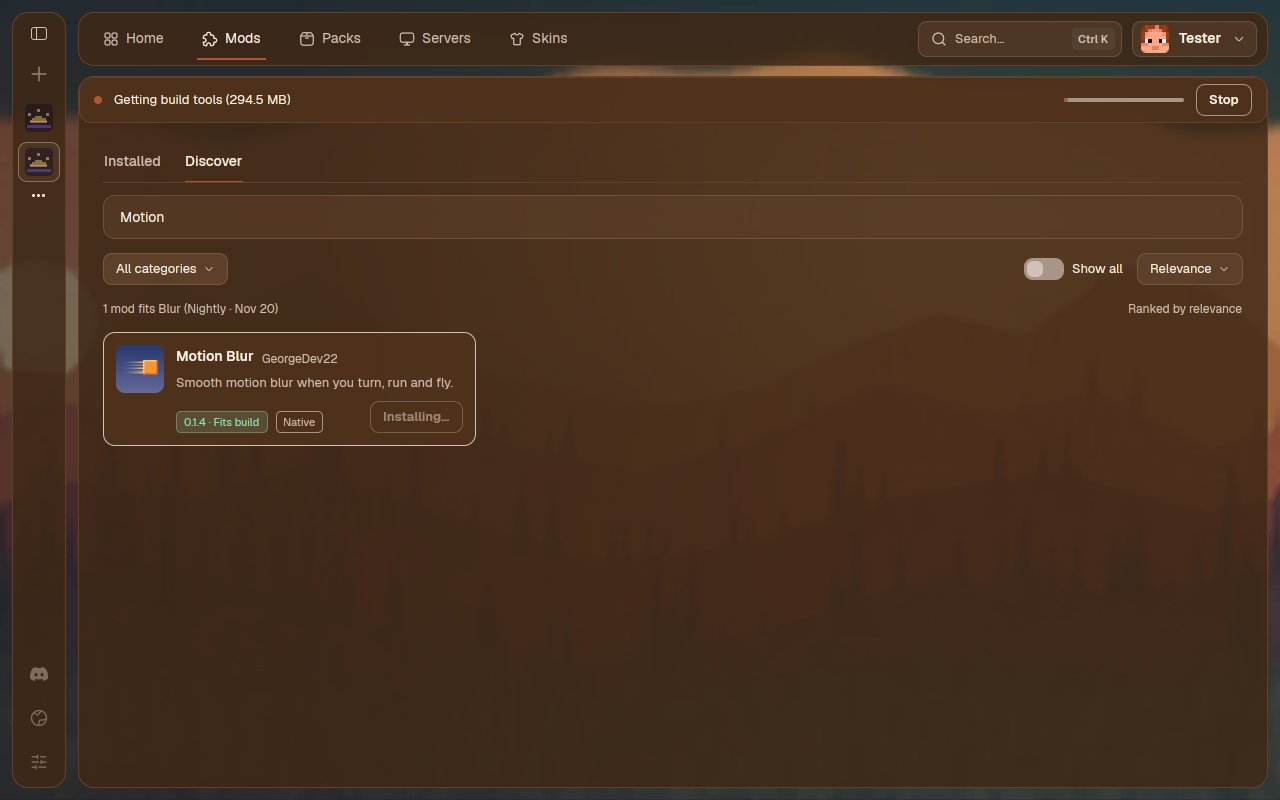 Home
Mods
Packs
Servers
Skins
Search...
Ctrl K
Tester
Getting build tools (294.5 MB)
Stop
Installed
Discover
Motion
All categories
Show all
Relevance
1 mod fits Blur (Nightly · Nov 20)
Ranked by relevance
Motion Blur GeorgeDev22
Smooth motion blur when you turn, run and fly.
0.1.4 · Fits build
Native
Installing...